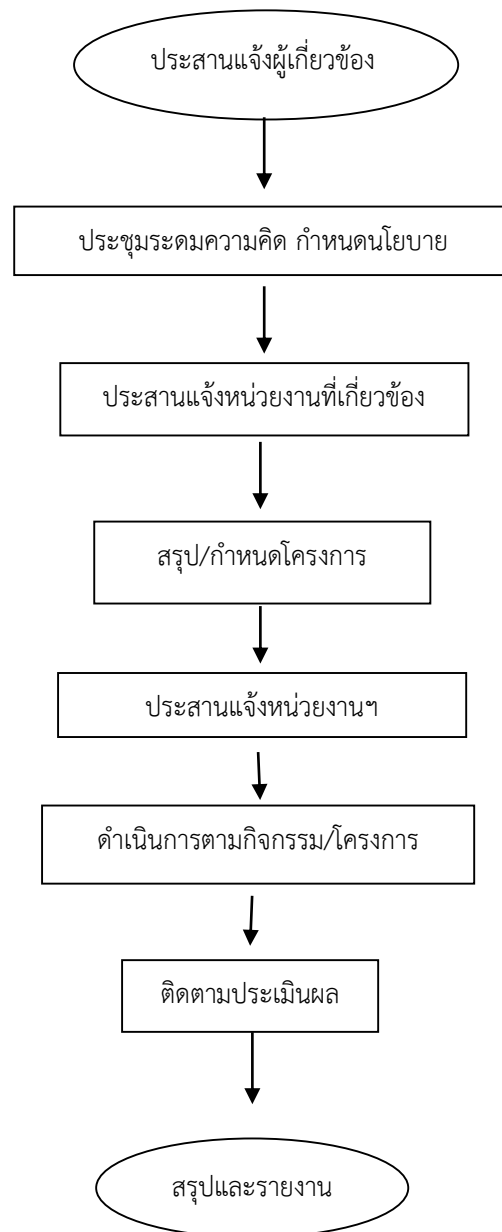 ประสานแจ้งผู้เกี่ยวข้อง
ประชุมระดมความคิด กำหนดนโยบาย
ประสานแจ้งหน่วยงานที่เกี่ยวข้อง
สรุป/กำหนดโครงการ
ประสานแจ้งหน่วยงานฯ
ดำเนินการตามกิจกรรม/โครงการ
ติดตามประเมินผล
สรุปและรายงาน